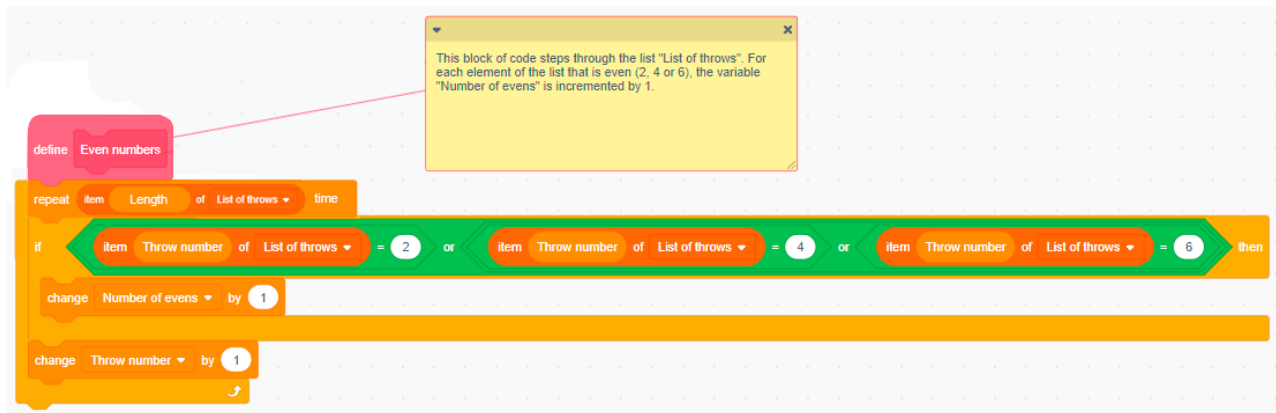 This block of code steps through the list "List of throws". For
each element of the list that is even (2, 4 or 6), the variable
"Number of evens" is incremented by 1.
define Even numbers
repeat item Length of List of throws time
if item Throw number of List of throws = 2 or item Throw number of List of throws = 4 or item Throw number of List of throws = 6 then
change Number of evens by 1
change Throw number by 1